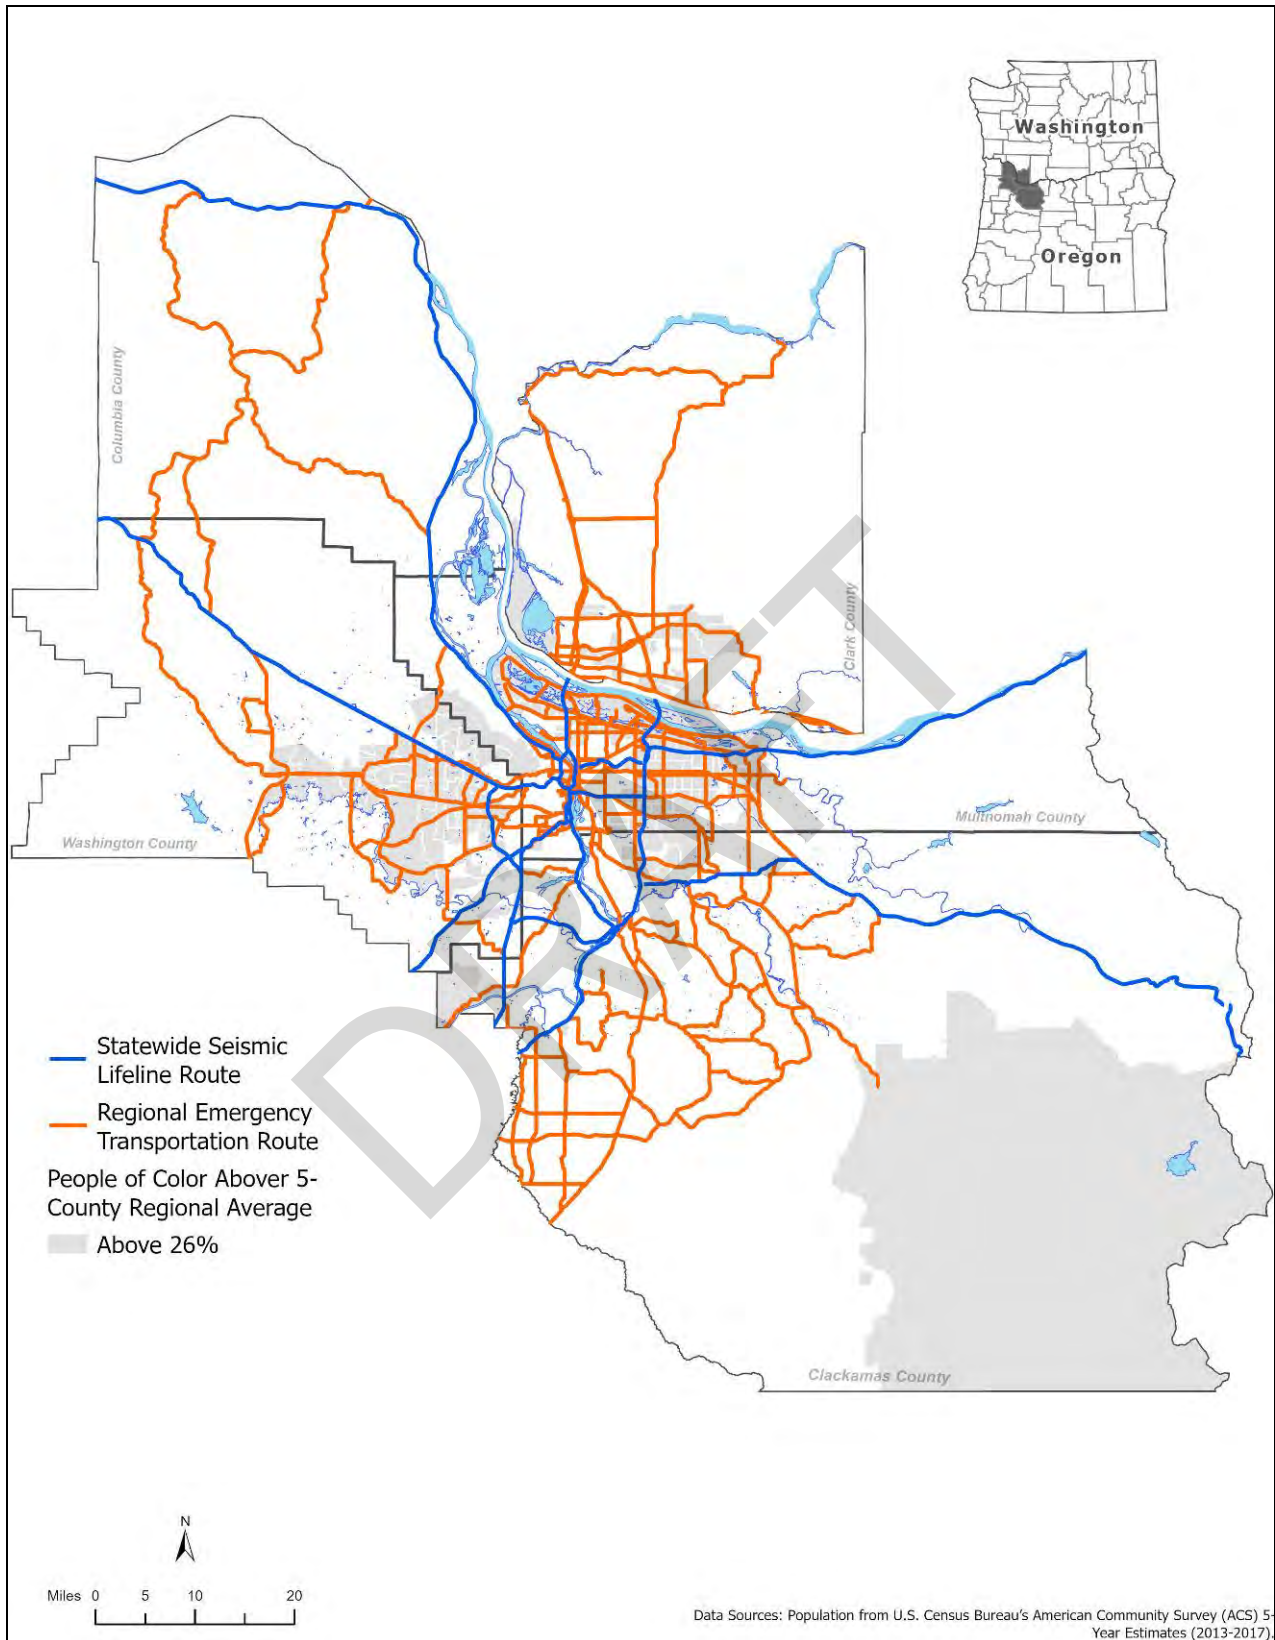 Washington
Oregon
Columbia County
Clark County
Multnomah County
Washington County
DRAFT
Statewide Seismic
Lifeline Route
Regional Emergency
Transportation Route
People of Color Abover 5-
County Regional Average
Above 26%
Clackamas County
N
Miles 0 5 10 20
Data Sources: Population from U.S. Census Bureau's American Community Survey (ACS) 5-
Year Estimates (2013-2017).